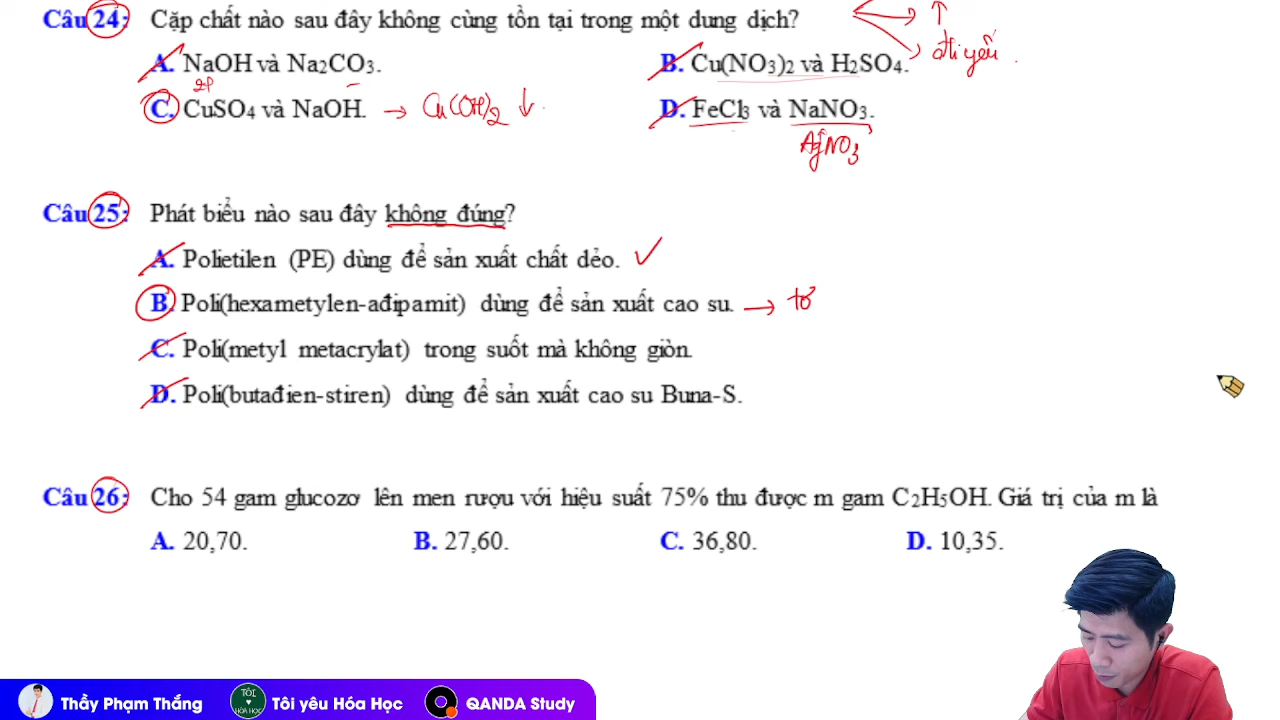 Câu 24: Cặp chất nào sau đây không cùng tồn tại trong một dung dịch?
↑
đli yếu
A. NaOH và Na2CO3. B. Cu(NO3)2 và H2SO4.
C. CuSO4 và NaOH. → Cu(OH)2 ↓ D. FeCl3 và NaNO3.
AgNO3
Câu 25: Phát biểu nào sau đây không đúng?
A. Polietilen (PE) dùng để sản xuất chất dẻo. ✓
B. Poli(hexametylen-ađipamit) dùng để sản xuất cao su. → tơ
C. Poli(metyl metacrylat) trong suốt mà không giòn.
D. Poli(butađien-stiren) dùng để sản xuất cao su Buna-S.
Câu 26: Cho 54 gam glucozơ lên men rượu với hiệu suất 75% thu được m gam C2H5OH. Giá trị của m là
A. 20,70. B. 27,60. C. 36,80. D. 10,35.
Thầy Phạm Thắng TÔI ♥ HÓA HỌC Tôi yêu Hóa Học QANDA Study